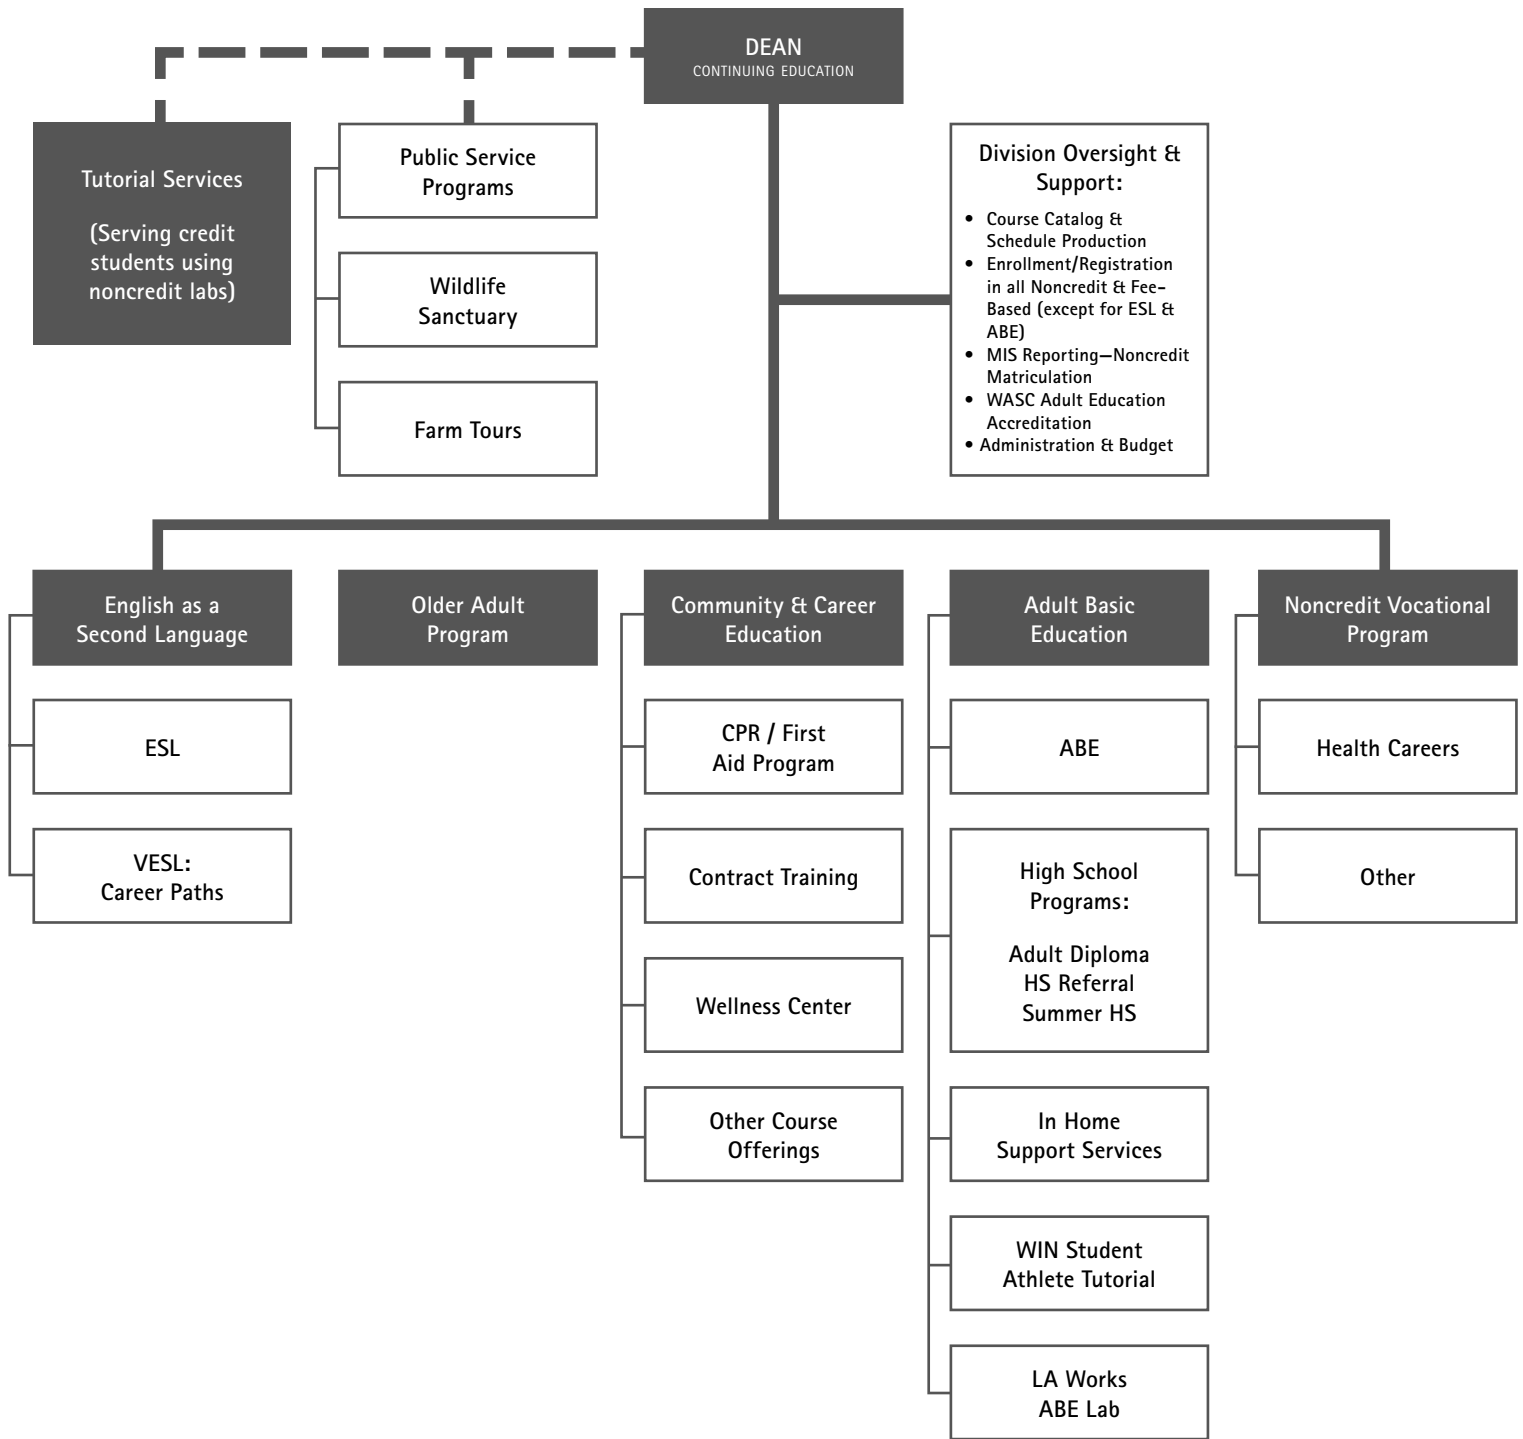 DEAN
CONTINUING EDUCATION
Tutorial Services
(Serving credit
students using
noncredit labs)
Public Service
Programs
Wildlife
Sanctuary
Farm Tours
Division Oversight &
Support:
• Course Catalog &
Schedule Production
• Enrollment/Registration
in all Noncredit & Fee-
Based (except for ESL &
ABE)
• MIS Reporting—Noncredit
Matriculation
• WASC Adult Education
Accreditation
• Administration & Budget
English as a
Second Language
ESL
VESL:
Career Paths
Older Adult
Program
Community & Career
Education
CPR / First
Aid Program
Contract Training
Wellness Center
Other Course
Offerings
Adult Basic
Education
ABE
High School
Programs:
Adult Diploma
HS Referral
Summer HS
In Home
Support Services
WIN Student
Athlete Tutorial
LA Works
ABE Lab
Noncredit Vocational
Program
Health Careers
Other